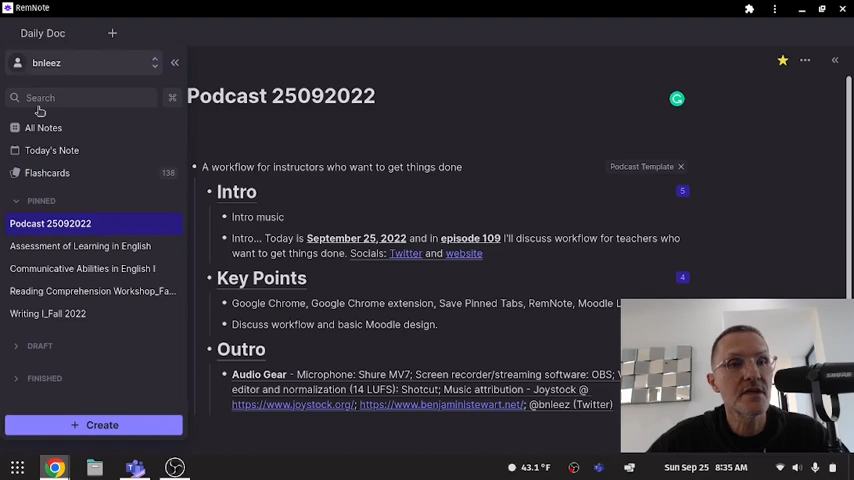 RemNote
Daily Doc
bnleez
Search
All Notes
Today's Note
Flashcards 138
PINNED
Podcast 25092022
Assessment of Learning in English
Communicative Abilities in English I
Reading Comprehension Workshop_Fa...
Writing I_Fall 2022
DRAFT
FINISHED
+ Create
Podcast 25092022
A workflow for instructors who want to get things done
Podcast Template
Intro
5
Intro music
Intro... Today is September 25, 2022 and in episode 109 I'll discuss workflow for teachers who
want to get things done. Socials: Twitter and website
Key Points
4
Google Chrome, Google Chrome extension, Save Pinned Tabs, RemNote, Moodle
Discuss workflow and basic Moodle design.
Outro
Audio Gear - Microphone: Shure MV7; Screen recorder/streaming software: OBS;
editor and normalization (14 LUFS): Shotcut; Music attribution - Joystock @
https://www.joystock.org/; https://www.benjaministewart.net/; @bnleez (Twitter)
43.1°F
Sun Sep 25
8:35 AM